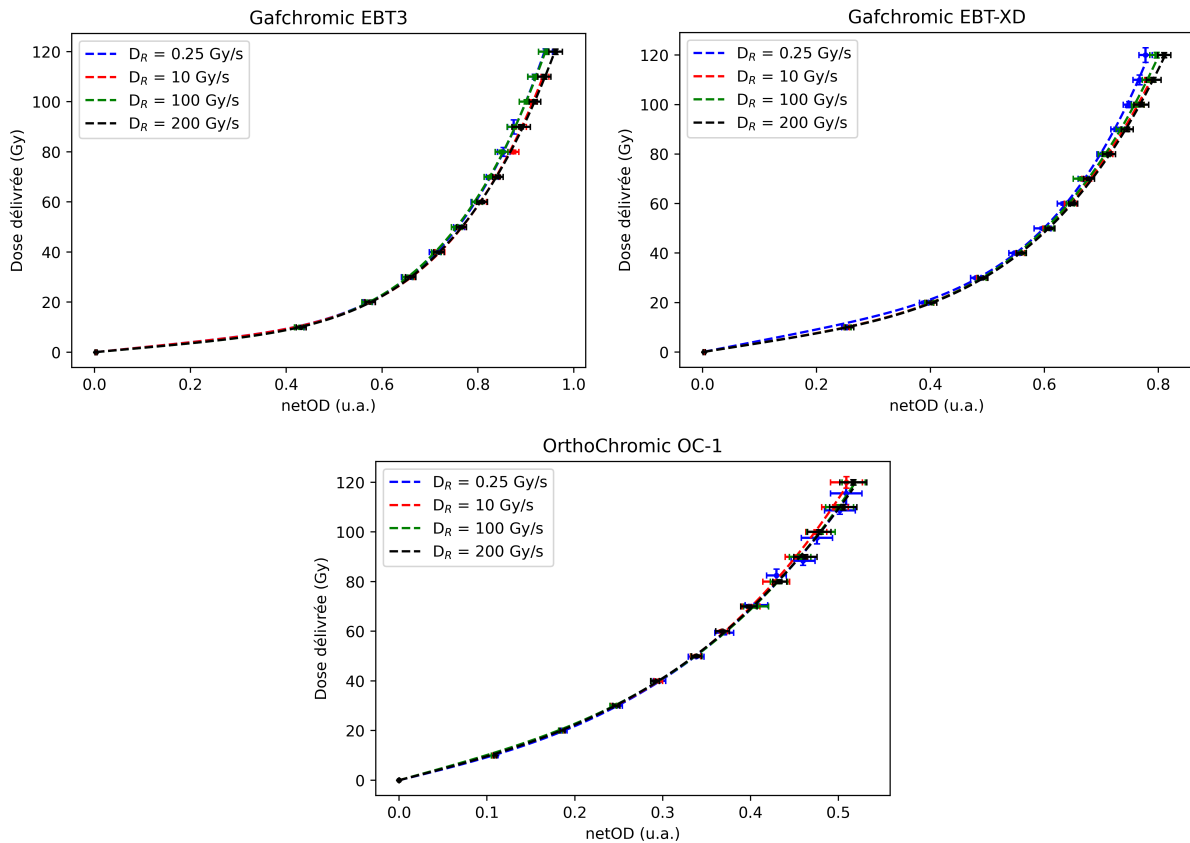 Gafchromic EBT3
D_R = 0.25 Gy/s
D_R = 10 Gy/s
D_R = 100 Gy/s
D_R = 200 Gy/s
Dose délivrée (Gy)
120
100
80
60
40
20
0
0.0 0.2 0.4 0.6 0.8 1.0
netOD (u.a.)
Gafchromic EBT-XD
D_R = 0.25 Gy/s
D_R = 10 Gy/s
D_R = 100 Gy/s
D_R = 200 Gy/s
Dose délivrée (Gy)
120
100
80
60
40
20
0
0.0 0.2 0.4 0.6 0.8
netOD (u.a.)
OrthoChromic OC-1
D_R = 0.25 Gy/s
D_R = 10 Gy/s
D_R = 100 Gy/s
D_R = 200 Gy/s
Dose délivrée (Gy)
120
100
80
60
40
20
0
0.0 0.1 0.2 0.3 0.4 0.5
netOD (u.a.)